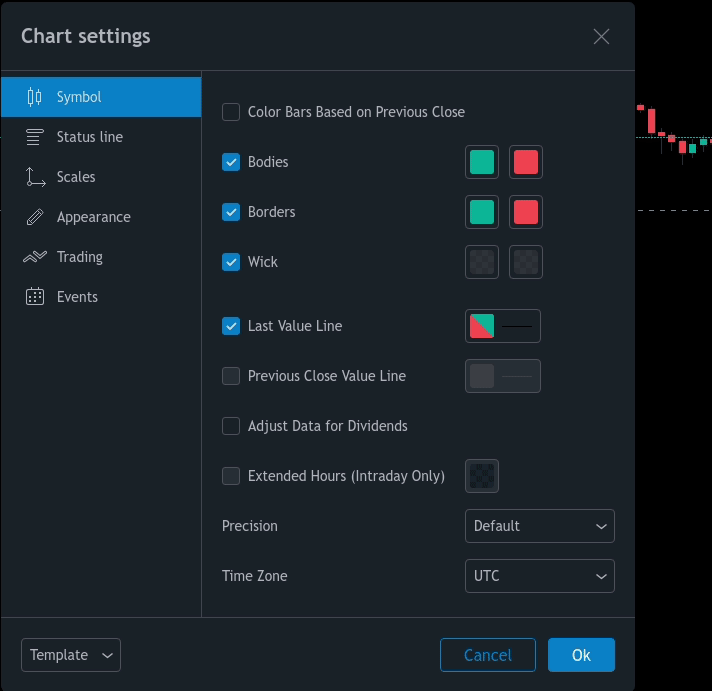 Chart settings
Symbol
Status line
Scales
Appearance
Trading
Events
Color Bars Based on Previous Close
Bodies
Borders
Wick
Last Value Line
Previous Close Value Line
Adjust Data for Dividends
Extended Hours (Intraday Only)
Precision Default
Time Zone UTC
Template Cancel Ok